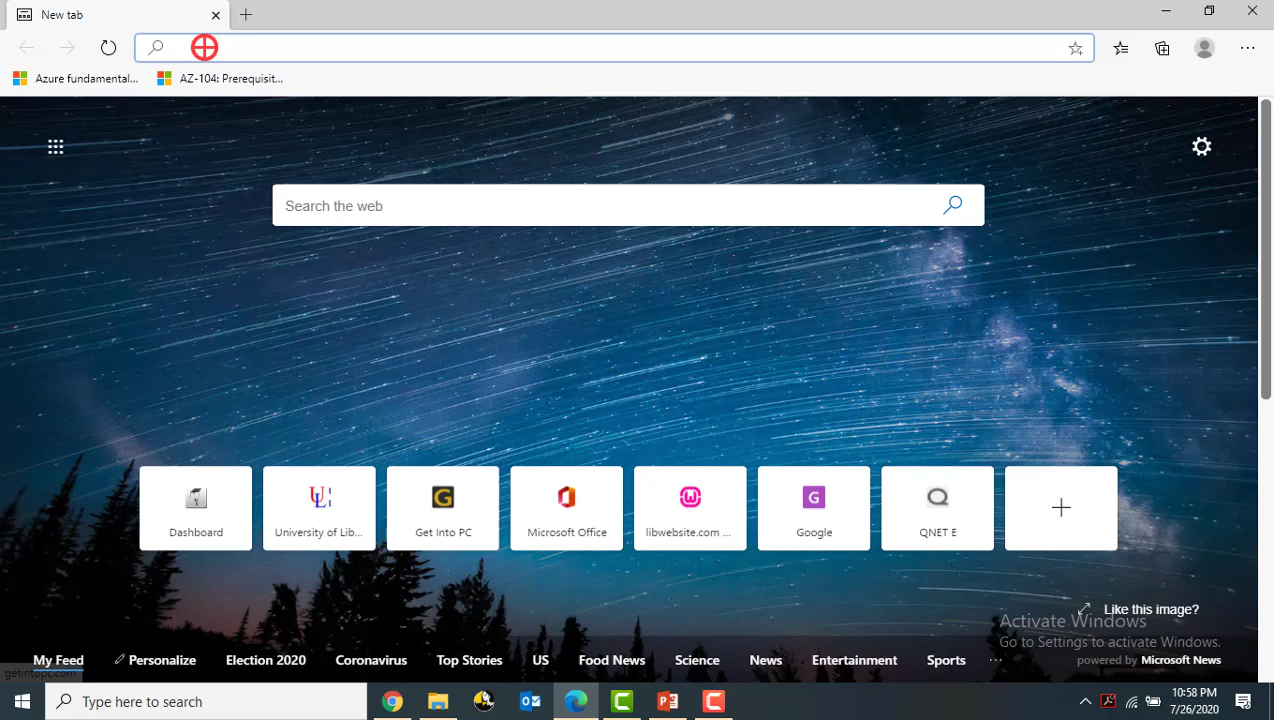 New tab
Azure fundamental...
AZ-104: Prerequisit...
Search the web
Dashboard
University of Lib...
Get Into PC
Microsoft Office
libwebsite.com ...
G
Google
QNET E
Like this image?
Activate Windows
Go to Settings to activate Windows.
My Feed
Personalize
Election 2020
Coronavirus
Top Stories
US
Food News
Science
News
Entertainment
Sports
...
powered by Microsoft News
getintopc.com
Type here to search
10:58 PM
7/26/2020